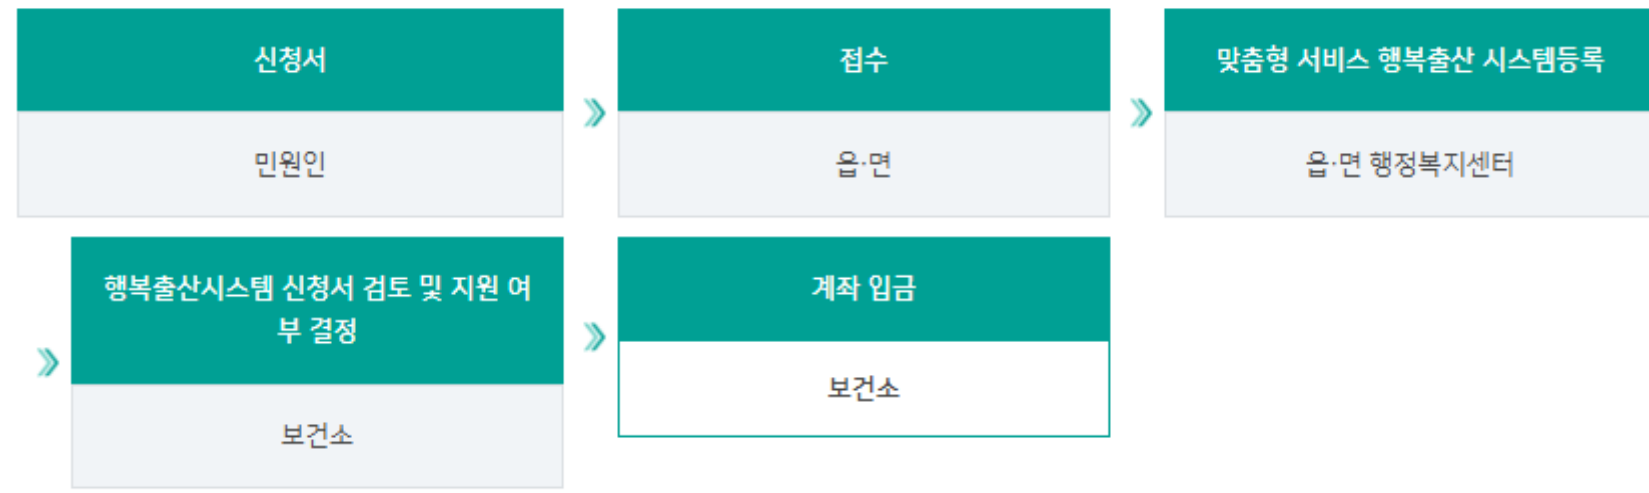 신청서
민원인
접수
읍·면
맞춤형 서비스 행복출산 시스템등록
읍·면 행정복지센터
행복출산시스템 신청서 검토 및 지원 여
부 결정
보건소
계좌 입금
보건소